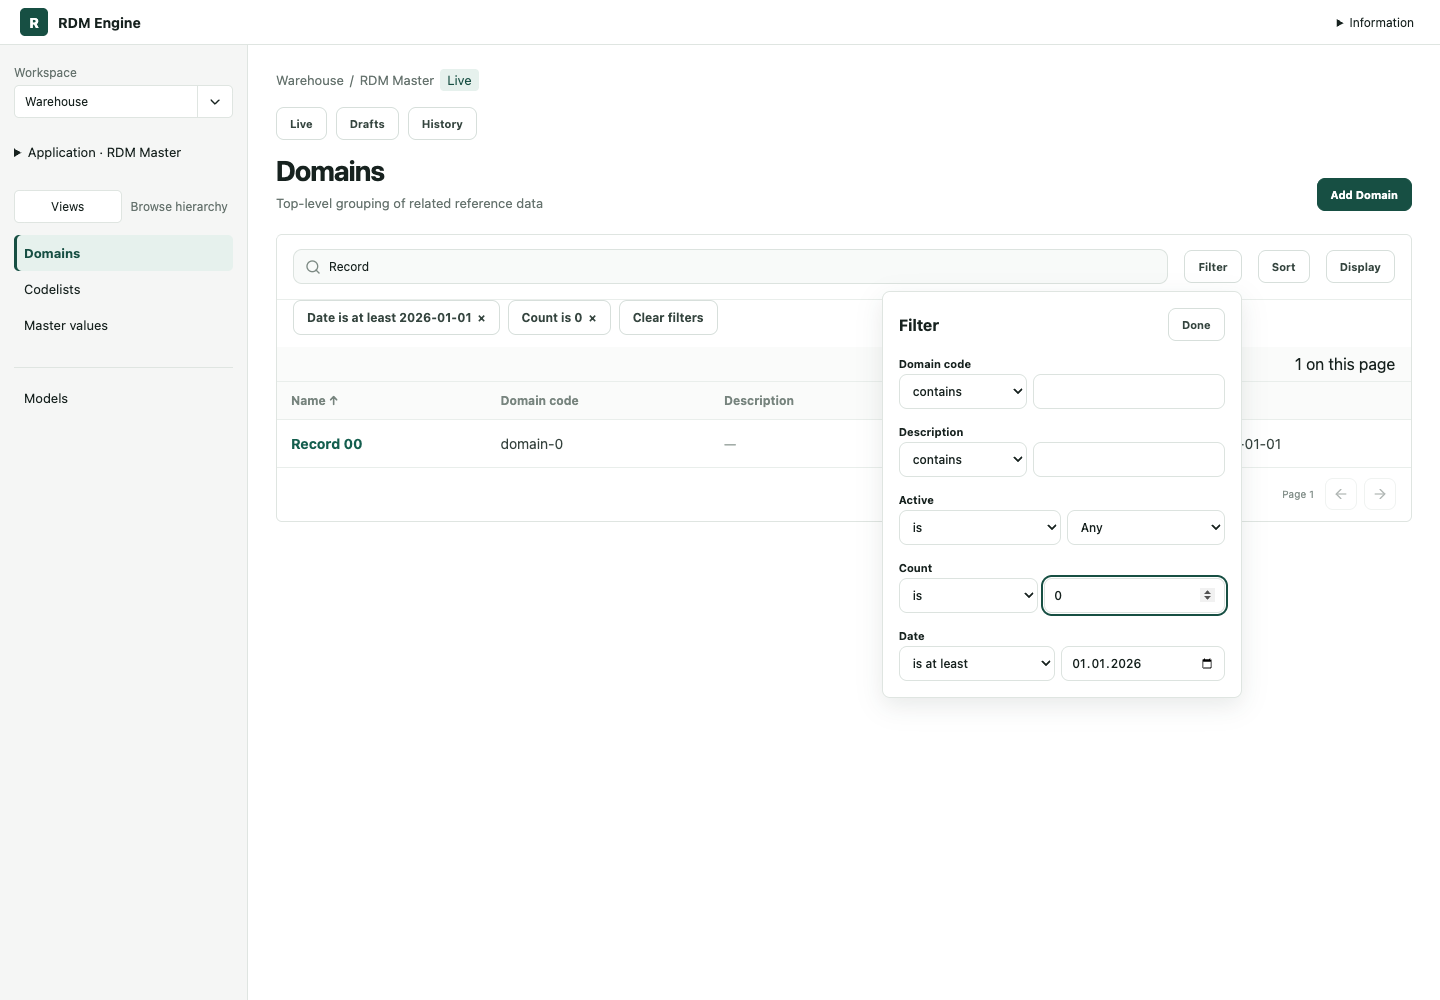 R RDM Engine
Information
Workspace
Warehouse
Application · RDM Master
Views Browse hierarchy
Domains
Codelists
Master values
Models
Warehouse / RDM Master Live
Live Drafts History
Domains
Top-level grouping of related reference data
Add Domain
Record
Filter Sort Display
Date is at least 2026-01-01 × Count is 0 × Clear filters
1 on this page
Name ↑ Domain code Description
Record 00 domain-0 — -01-01
Page 1
Filter Done
Domain code
contains
Description
contains
Active
is Any
Count
is 0
Date
is at least 01.01.2026